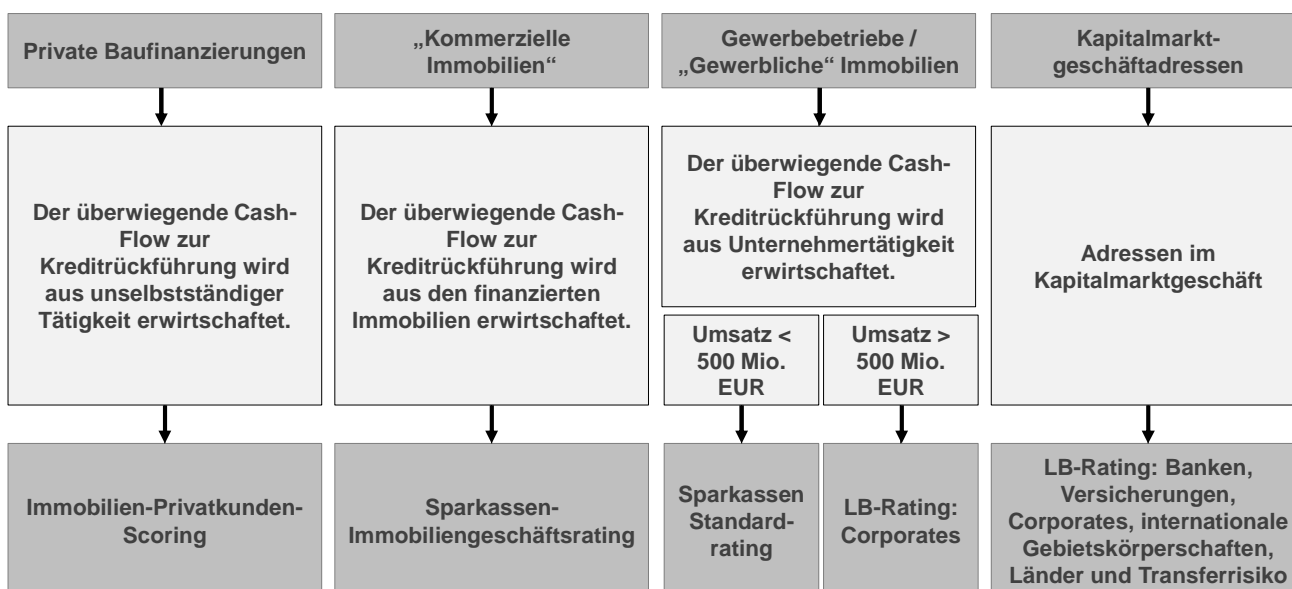 Private Baufinanzierungen
„Kommerzielle
Immobilien“
Gewerbebetriebe /
„Gewerbliche“ Immobilien
Kapitalmarkt-
geschäftadressen
Der überwiegende Cash-
Flow zur
Kreditrückführung wird
aus unselbstständiger
Tätigkeit erwirtschaftet.
Der überwiegende Cash-
Flow zur
Kreditrückführung wird
aus den finanzierten
Immobilien erwirtschaftet.
Der überwiegende Cash-
Flow zur
Kreditrückführung wird
aus Unternehmertätigkeit
erwirtschaftet.
Umsatz <
500 Mio.
EUR
Umsatz >
500 Mio.
EUR
Adressen im
Kapitalmarktgeschäft
Immobilien-Privatkunden-
Scoring
Sparkassen-
Immobiliengeschäftsrating
Sparkassen
Standard-
rating
LB-Rating:
Corporates
LB-Rating: Banken,
Versicherungen,
Corporates, internationale
Gebietskörperschaften,
Länder und Transferrisiko